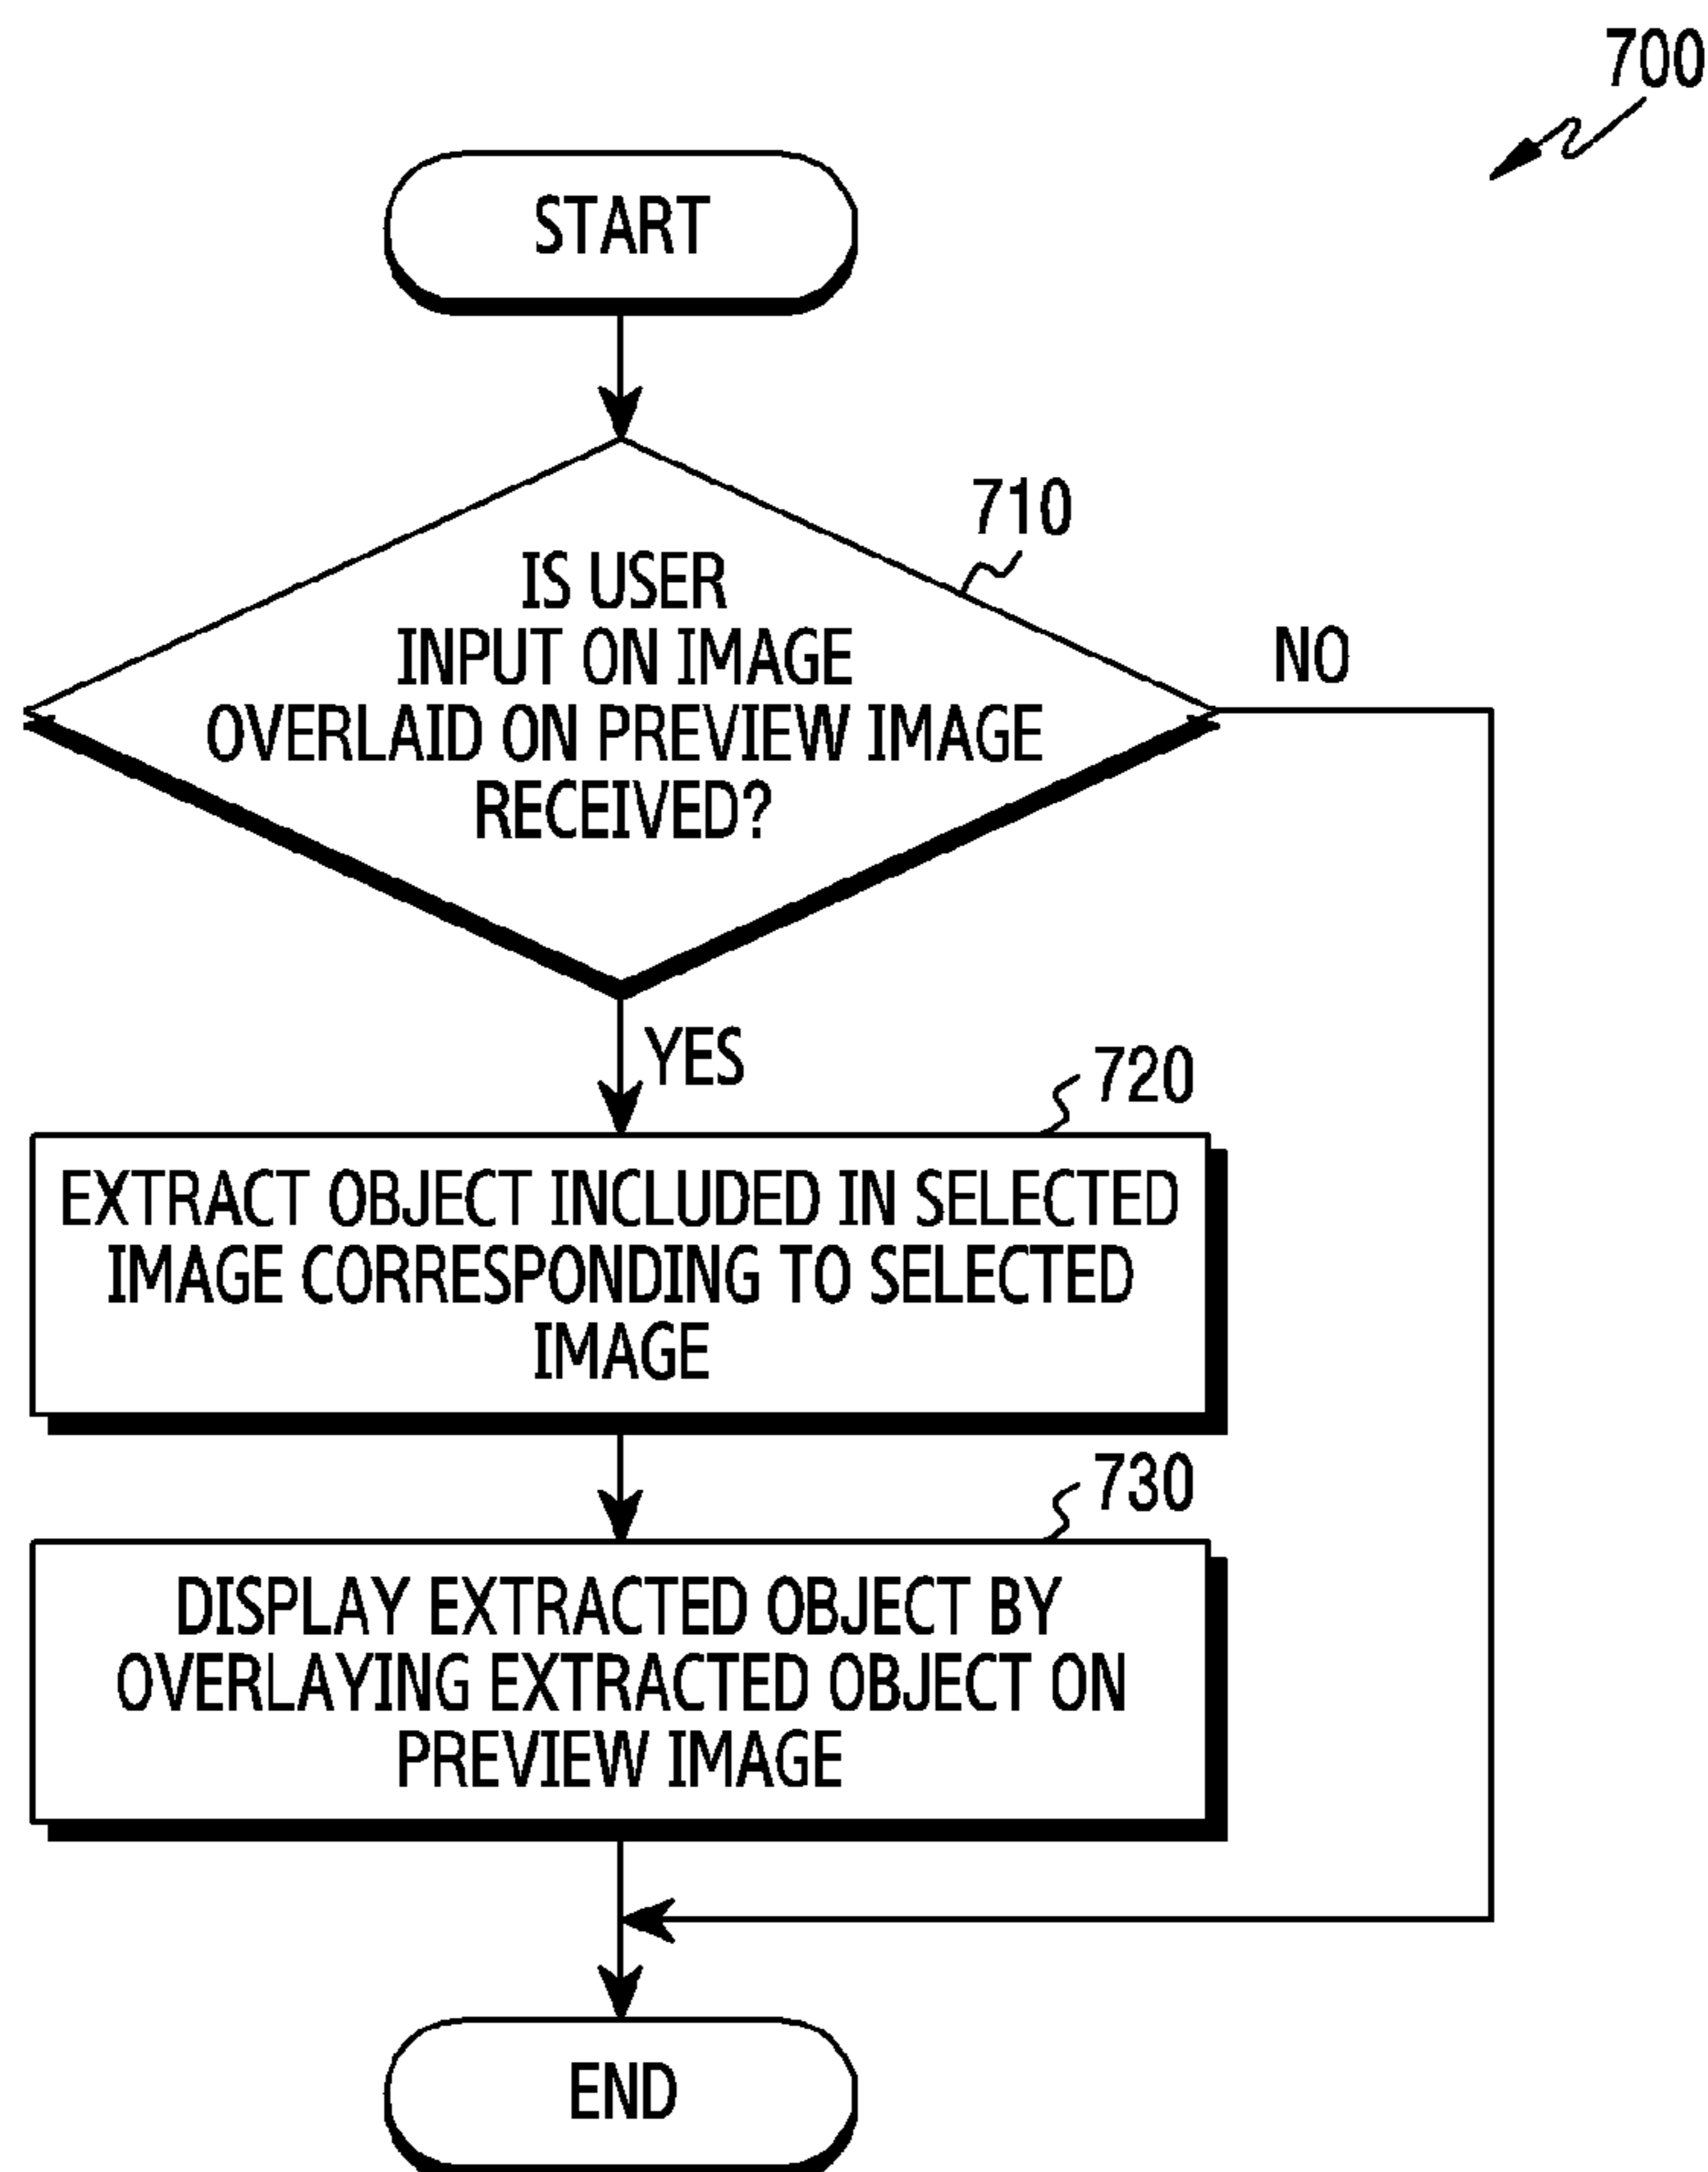 700
START
710
IS USER
INPUT ON IMAGE
OVERLAID ON PREVIEW IMAGE
RECEIVED?
NO
YES
720
EXTRACT OBJECT INCLUDED IN SELECTED
IMAGE CORRESPONDING TO SELECTED
IMAGE
730
DISPLAY EXTRACTED OBJECT BY
OVERLAYING EXTRACTED OBJECT ON
PREVIEW IMAGE
END